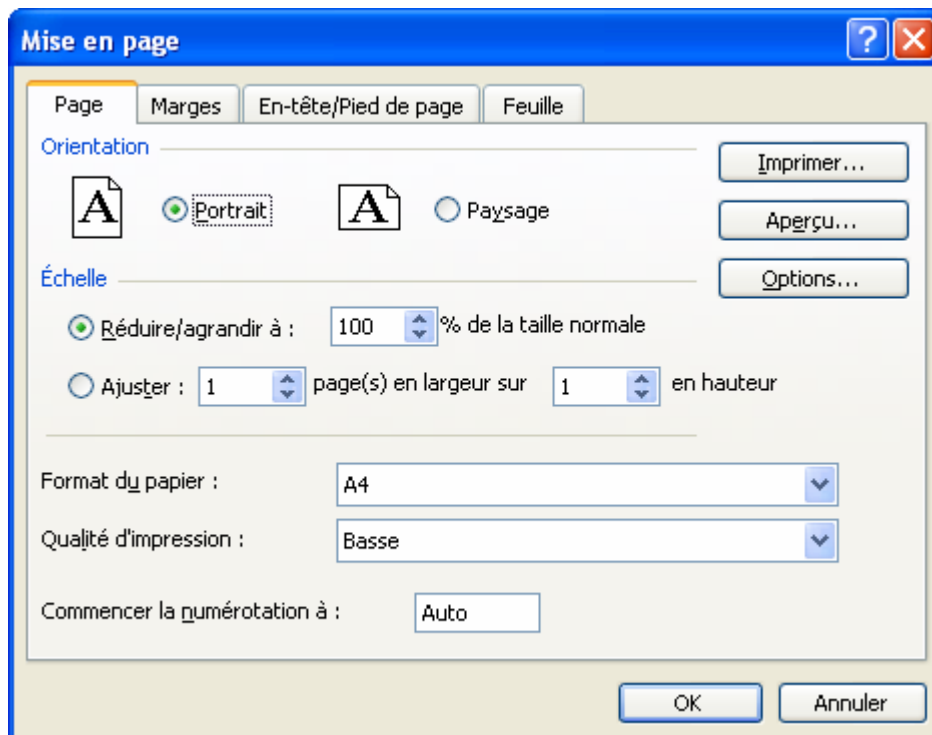 Mise en page
Page Marges En-tête/Pied de page Feuille
Orientation
A Portrait A Paysage
Imprimer...
Aperçu...
Options...
Échelle
Réduire/agrandir à : 100 % de la taille normale
Ajuster : 1 page(s) en largeur sur 1 en hauteur
Format du papier : A4
Qualité d'impression : Basse
Commencer la numérotation à : Auto
OK Annuler